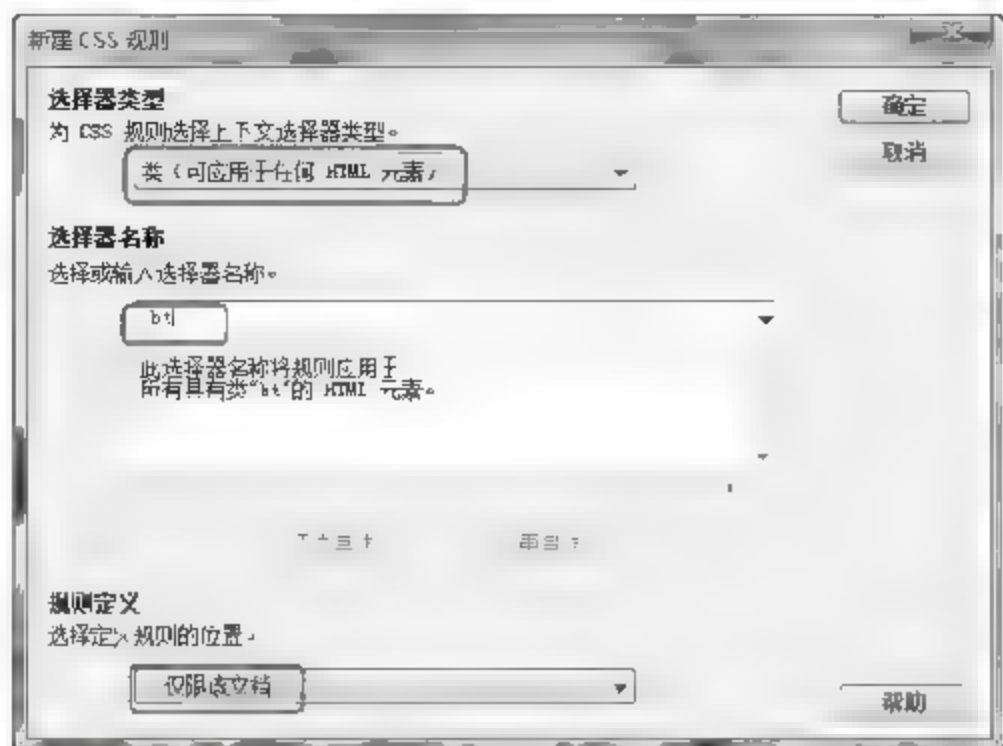 新建 CSS 规则
选择器类型
确定
为 CSS 规则选择上下文选择器类型。
取消
类（可应用于任何 HTML 元素）
选择器名称
选择或输入选择器名称。
bt
此选择器名称将规则应用于
所有具有类“bt”的 HTML 元素。
规则定义
选择定义规则的位置。
仅限该文档
帮助